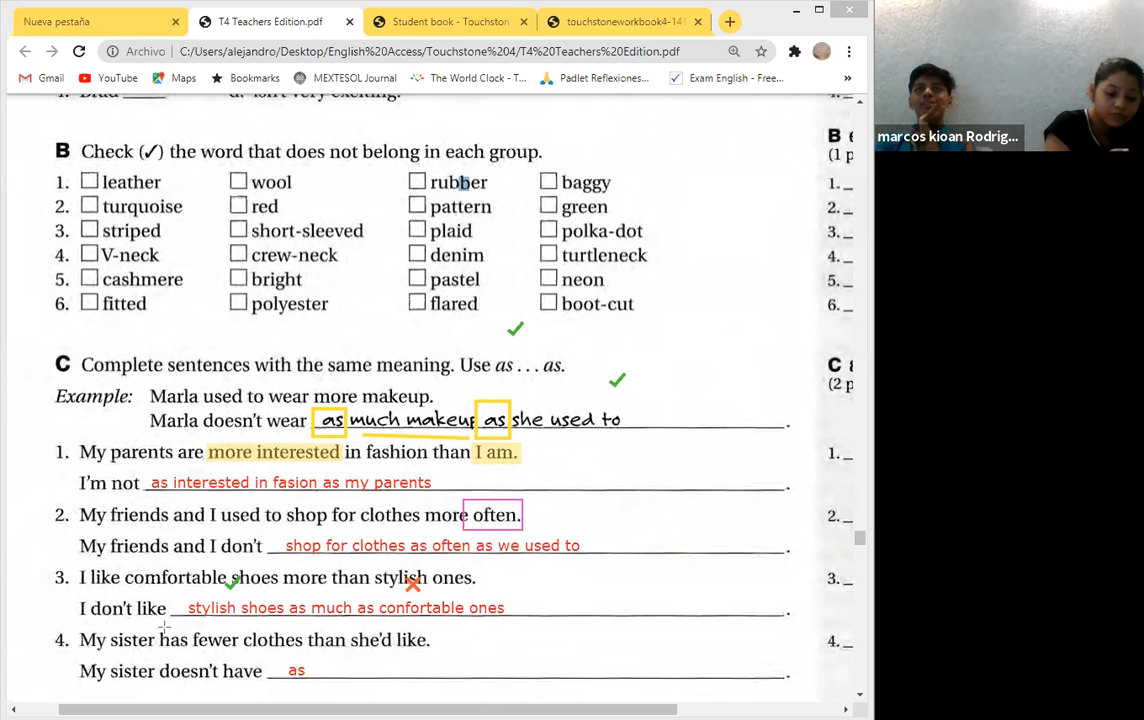 Nueva pestaña
T4 Teachers Edition.pdf
Student book - Touchston
touchstoneworkbook4-141
Archivo
C:/Users/alejandro/Desktop/English%20Access/Touchstone%204/T4%20Teachers%20Edition.pdf
Gmail YouTube Maps Bookmarks MEXTESOL Journal The World Clock - T... Padlet Reflexiones... Exam English - Free... »
marcos kioan Rodrig...
B Check (✓) the word that does not belong in each group.
1. leather wool rubber baggy
2. turquoise red pattern green
3. striped short-sleeved plaid polka-dot
4. V-neck crew-neck denim turtleneck
5. cashmere bright pastel neon
6. fitted polyester flared boot-cut
C Complete sentences with the same meaning. Use as . . . as.
Example: Marla used to wear more makeup.
Marla doesn't wear as much makeup as she used to.
1. My parents are more interested in fashion than I am.
I'm not as interested in fasion as my parents.
2. My friends and I used to shop for clothes more often.
My friends and I don't shop for clothes as often as we used to.
3. I like comfortable shoes more than stylish ones.
I don't like stylish shoes as much as confortable ones.
4. My sister has fewer clothes than she'd like.
My sister doesn't have as.
B
(1 p
1.
2.
3.
4.
5.
6.
C
(2 p
1.
2.
3.
4.